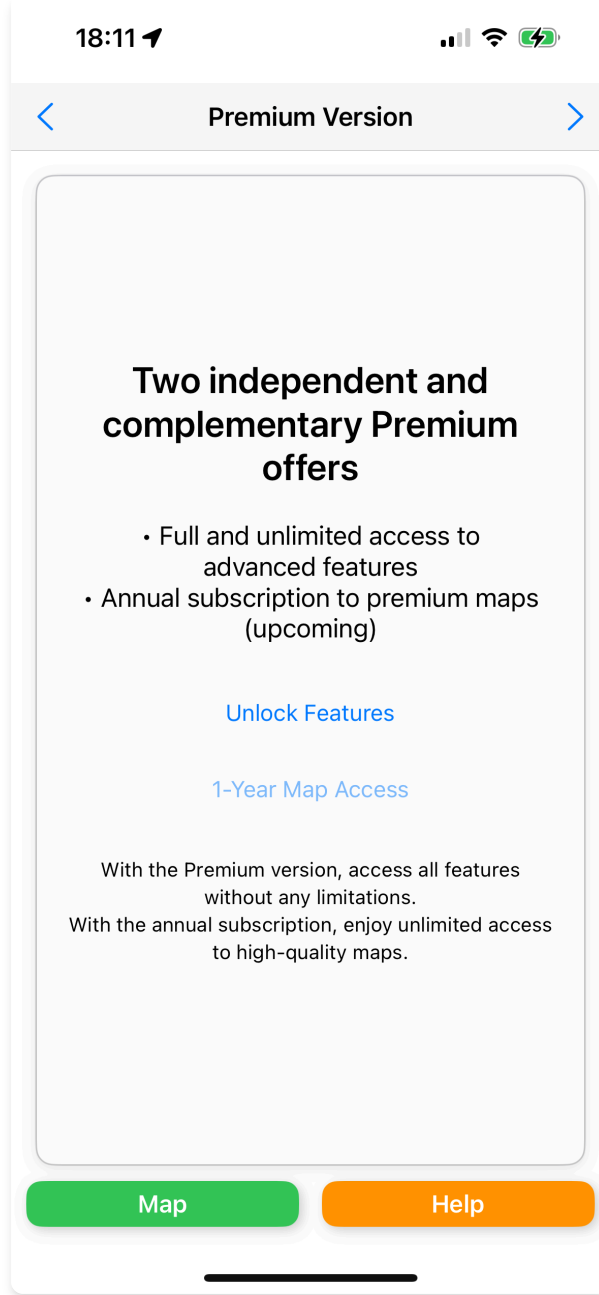 18:11
Premium Version
Two independent and
complementary Premium
offers
• Full and unlimited access to
advanced features
• Annual subscription to premium maps
(upcoming)
Unlock Features
1-Year Map Access
With the Premium version, access all features
without any limitations.
With the annual subscription, enjoy unlimited access
to high-quality maps.
Map
Help